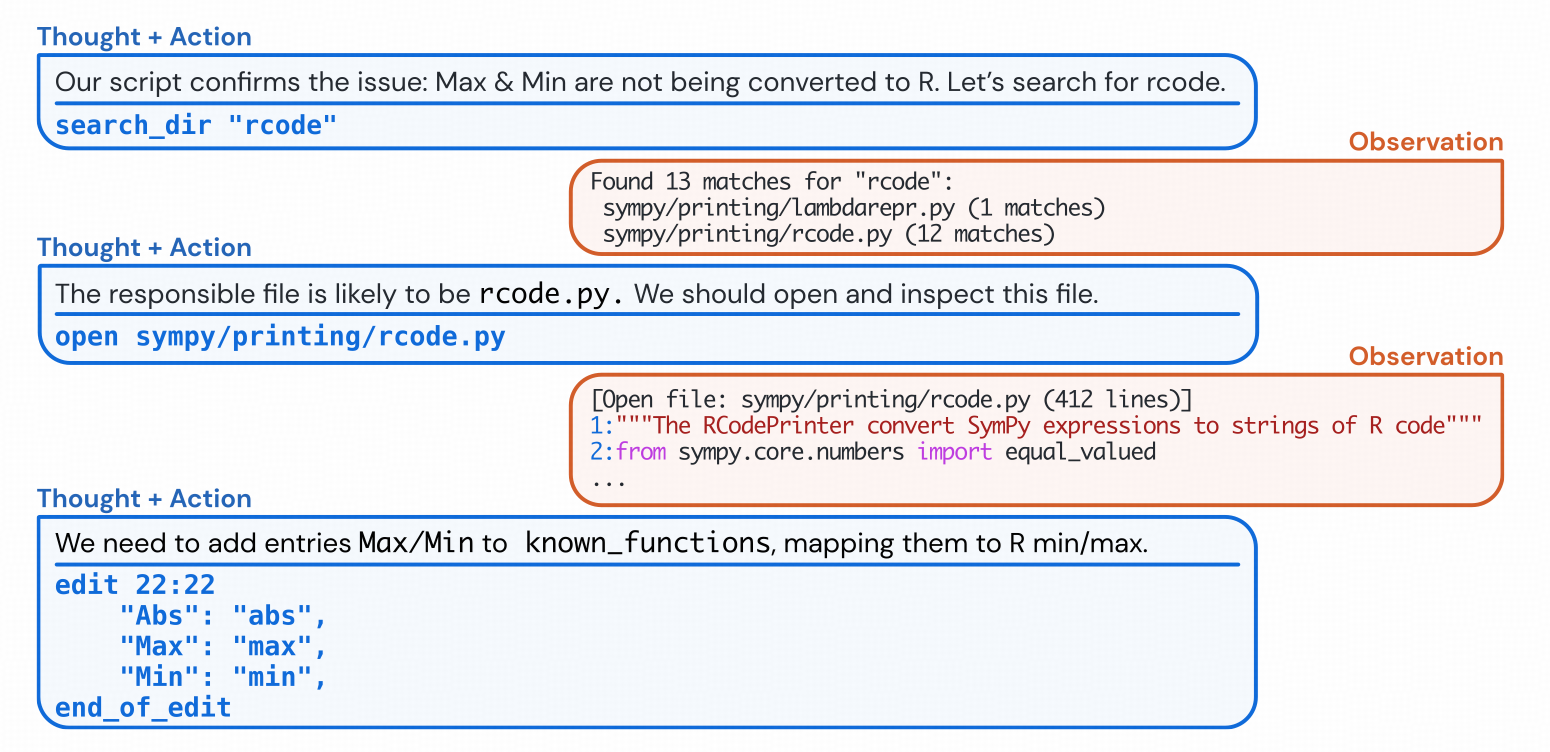 Thought + Action
Our script confirms the issue: Max & Min are not being converted to R. Let’s search for rcode.
search_dir "rcode"
Observation
Found 13 matches for "rcode":
 sympy/printing/lambdarepr.py (1 matches)
 sympy/printing/rcode.py (12 matches)
Thought + Action
The responsible file is likely to be rcode.py. We should open and inspect this file.
open sympy/printing/rcode.py
Observation
[Open file: sympy/printing/rcode.py (412 lines)]
1:"""The RCodePrinter convert SymPy expressions to strings of R code"""
2:from sympy.core.numbers import equal_valued
...
Thought + Action
We need to add entries Max/Min to known_functions, mapping them to R min/max.
edit 22:22
    "Abs": "abs",
    "Max": "max",
    "Min": "min",
end_of_edit